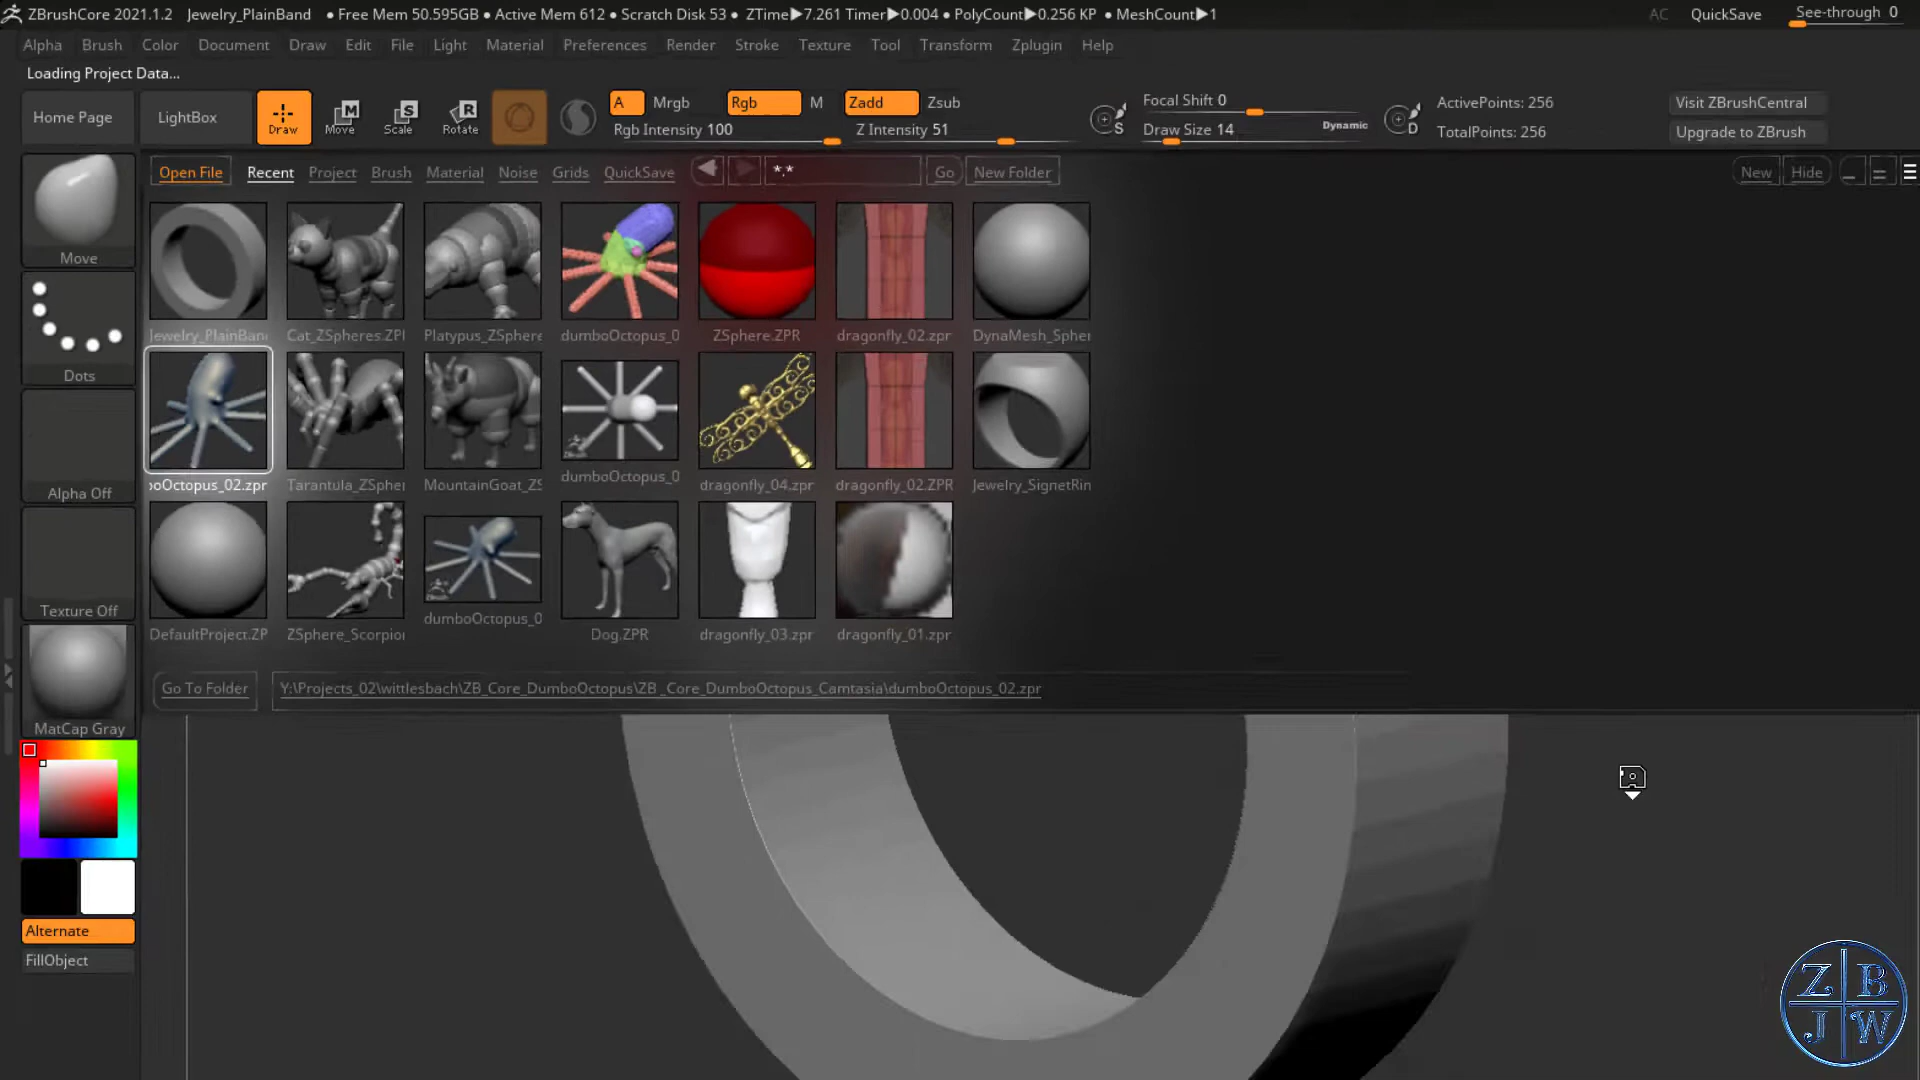 ZBrushCore 2021.1.2 Jewelry_PlainBand • Free Mem 50.595GB • Active Mem 612 • Scratch Disk 53 • ZTime▶7.261 Timer▶0.004 • PolyCount▶0.256 KP • MeshCount▶1 AC QuickSave See-through 0
Alpha Brush Color Document Draw Edit File Light Material Preferences Render Stroke Texture Tool Transform Zplugin Help
Loading Project Data...
Home Page LightBox Draw Move Scale Rotate A Mrgb Rgb M Zadd Zsub Focal Shift 0 ActivePoints: 256 Visit ZBrushCentral
Rgb Intensity 100 Z Intensity 51 Draw Size 14 Dynamic TotalPoints: 256 Upgrade to ZBrush
Open File Recent Project Brush Material Noise Grids QuickSave *.* Go New Folder New Hide
Move
Jewelry_PlainBand Cat_ZSpheres.ZPR Platypus_ZSphere dumboOctopus_0 ZSphere.ZPR dragonfly_02.zpr DynaMesh_Spher
Dots
boOctopus_02.zpr Tarantula_ZSpher MountainGoat_ZS dumboOctopus_0 dragonfly_04.zpr dragonfly_02.ZPR Jewelry_SignetRin
Alpha Off
DefaultProject.ZP ZSphere_Scorpion dumboOctopus_0 Dog.ZPR dragonfly_03.zpr dragonfly_01.zpr
Texture Off
Go To Folder Y:\Projects_02\wittlesbach\ZB_Core_DumboOctopus\ZB _Core_DumboOctopus_Camtasia\dumboOctopus_02.zpr
MatCap Gray
Alternate
FillObject
Z B
J W